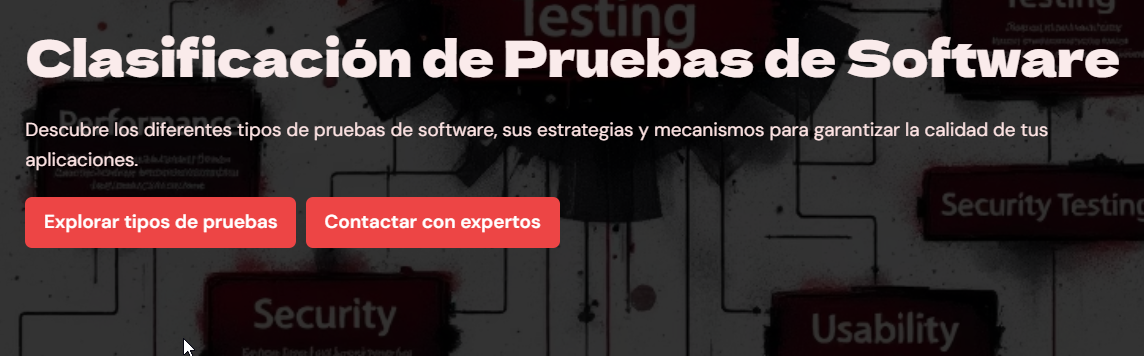 Testing
Testing
Clasificación de Pruebas de Software
Performance
Descubre los diferentes tipos de pruebas de software, sus estrategias y mecanismos para garantizar la calidad de tus
aplicaciones.
Explorar tipos de pruebas
Contactar con expertos
Security Testing
Security
Usability